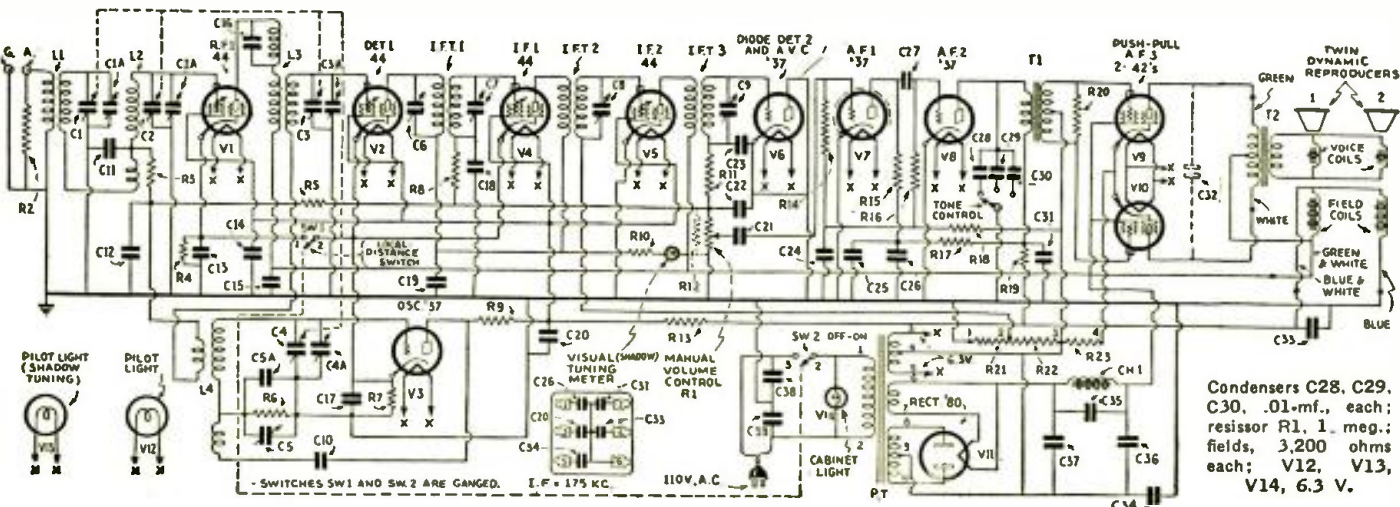 G. A.
L1
C1A
L2
C1A
C16
R.F.1
44
L3
C3A
DET 1
44
I.F.T.1
I.F.1
44
I.F.T 2
I.F.2
44
I.F.T 3
DIODE DET 2
AND A V C
'37
A.F.1
'37
C27
A.F.2
'37
T1
PUSH-PULL
A.F.3
2-'42'S
TWIN
DYNAMIC
REPRODUCERS
1
2
GREEN
R20
C1
C2
C3
C6
C8
C9
T2
C11
V1
V2
V4
V5
V6
V7
V8
C28
C29
C30
V9
V10
C32
VOICE
COILS
R2
R3
R5
R8
C18
C23
R11
C22
R14
R15
R16
TONE
CONTROL
C31
WHITE
FIELD
COILS
C12
R4
C13
C14
C15
SW 1
1
2
LOCAL
DISTANCE
SWITCH
C19
R10
C21
C24
C25
R17
C26
R18
R19
GREEN
& WHITE
BLUE &
WHITE
BLUE
OSC '37
R9
C20
R13
SW 2 OFF-ON
C33
PILOT LIGHT
(SHADOW
TUNING)
PILOT
LIGHT
V12
L4
C4
C5A
C4A
R6
C5
C10
C17
R7
V3
VISUAL (SHADOW)
TUNING
METER
MANUAL
VOLUME
CONTROL
R1
C26
C31
C20
C33
C34
3
2
C38
CABINET
LIGHT
110V, A.C.
6.3V
RECT '80
V11
P.T
1
R21
R22
R23
4
CH 1
C35
C37
C36
C34
- SWITCHES SW1 AND SW.2 ARE GANGED.
I.F = 175 KC.
Condensers C28, C29,
C30, .01-mf., each;
resissor R1, 1 meg.;
fields, 3,200 ohms
each; V12, V13,
V14, 6.3 V.